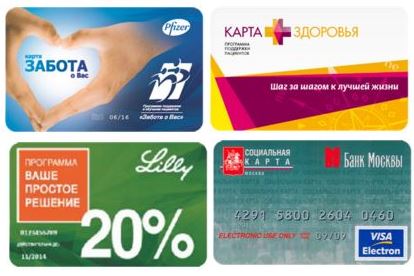 карта
ЗАБОТА
о Вас
Pfizer
06/16
Программа поддержки
и обучения пациентов
«Забота о Вас»
КАРТА ЗДОРОВЬЯ
ПРОГРАММА
ПОДДЕРЖКИ
ПАЦИЕНТОВ
Шаг за шагом к лучшей жизни
ПРОГРАММА
ВАШЕ
ПРОСТОЕ
РЕШЕНИЕ
Lilly
20%
11/2014
СОЦИАЛЬНАЯ
КАРТА
МОСКВА
Банк Москвы
4291 5800 2604 0460
ELECTRONIC USE ONLY 09/09
VISA
Electron